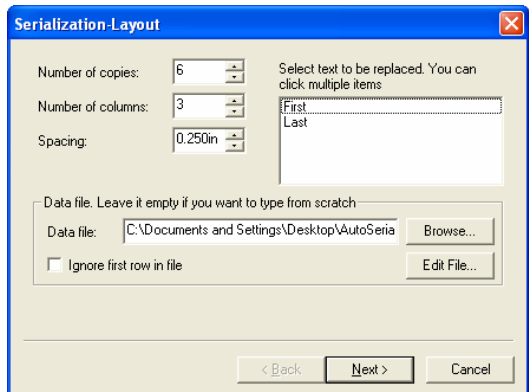 Serialization-Layout
Number of copies: 6
Number of columns: 3
Spacing: 0.250in
Select text to be replaced. You can
click multiple items
First
Last
Data file. Leave it empty if you want to type from scratch
Data file: C:\Documents and Settings\Desktop\AutoSeria Browse...
Ignore first row in file Edit File...
< Back Next > Cancel